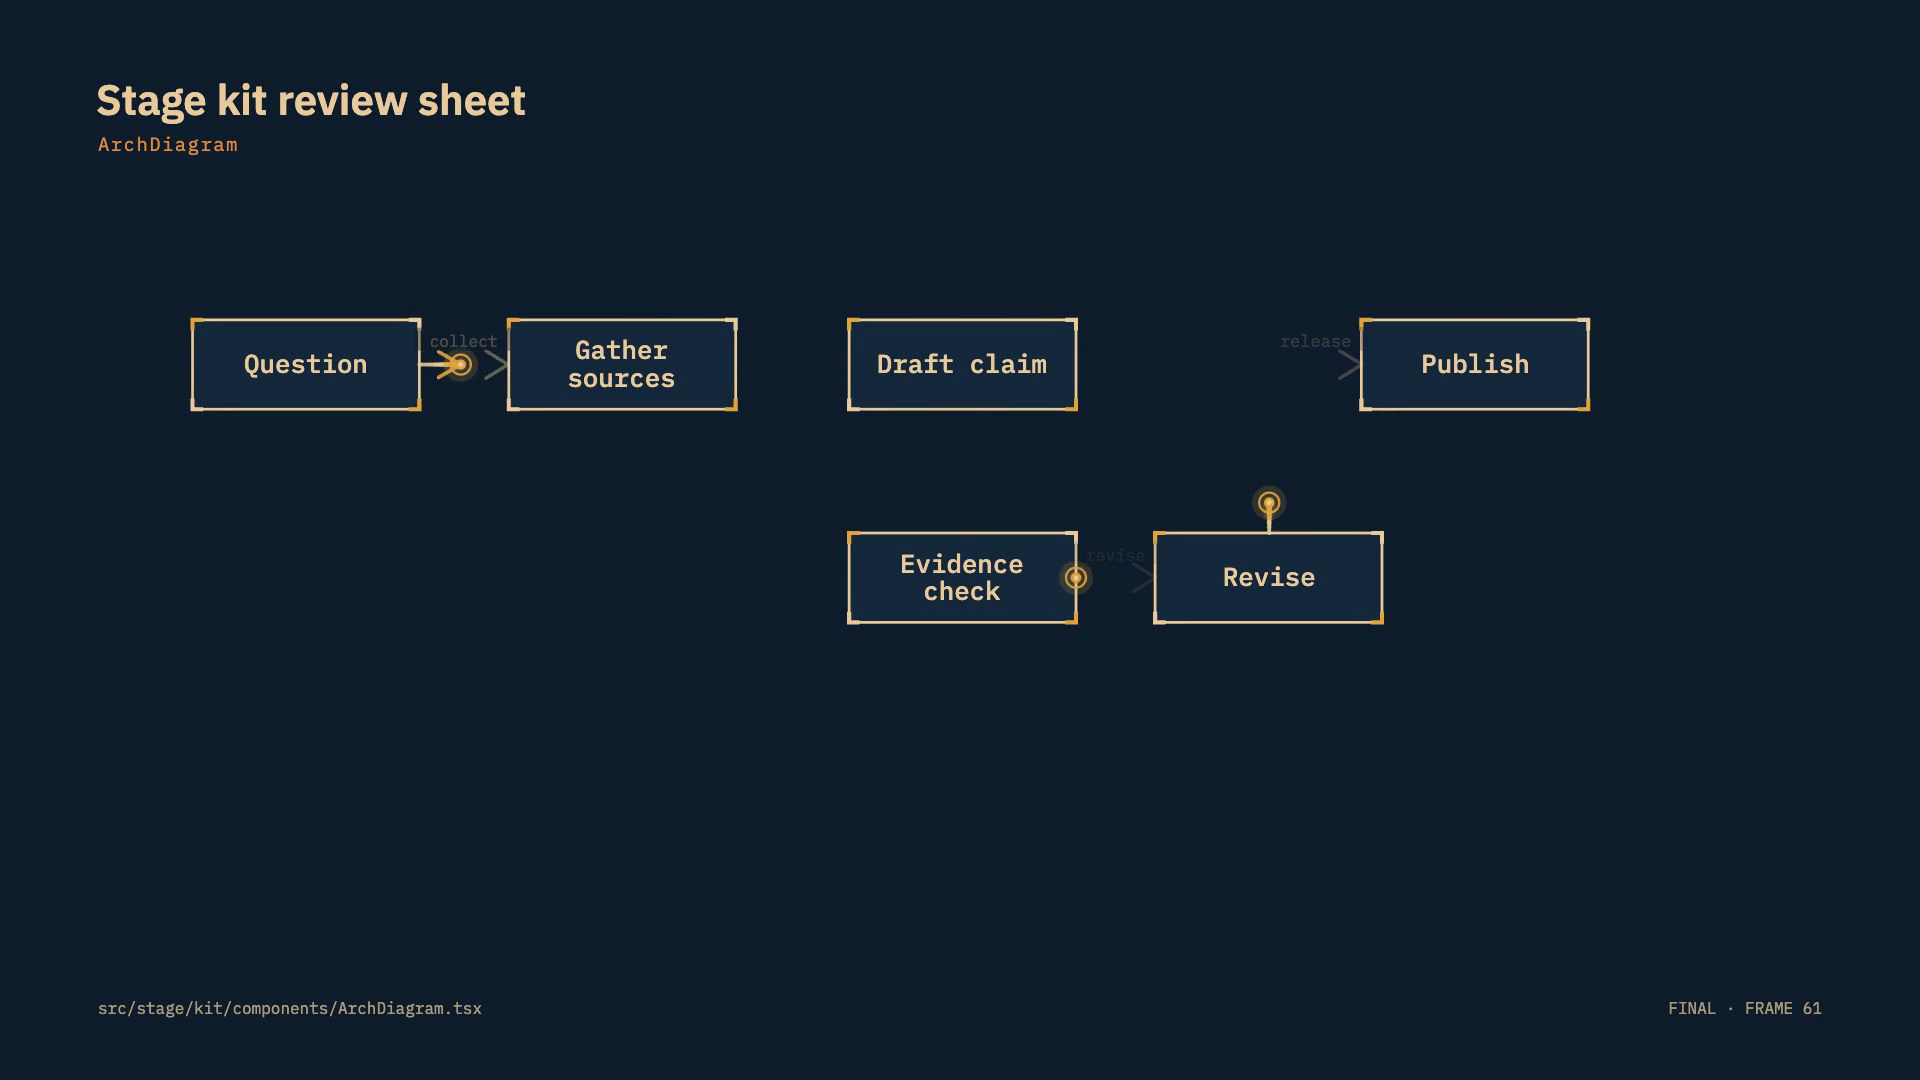 Stage kit review sheet
ArchDiagram
Question
collect
Gather
sources
Draft claim
release
Publish
Evidence
check
revise
Revise
src/stage/kit/components/ArchDiagram.tsx
FINAL · FRAME 61